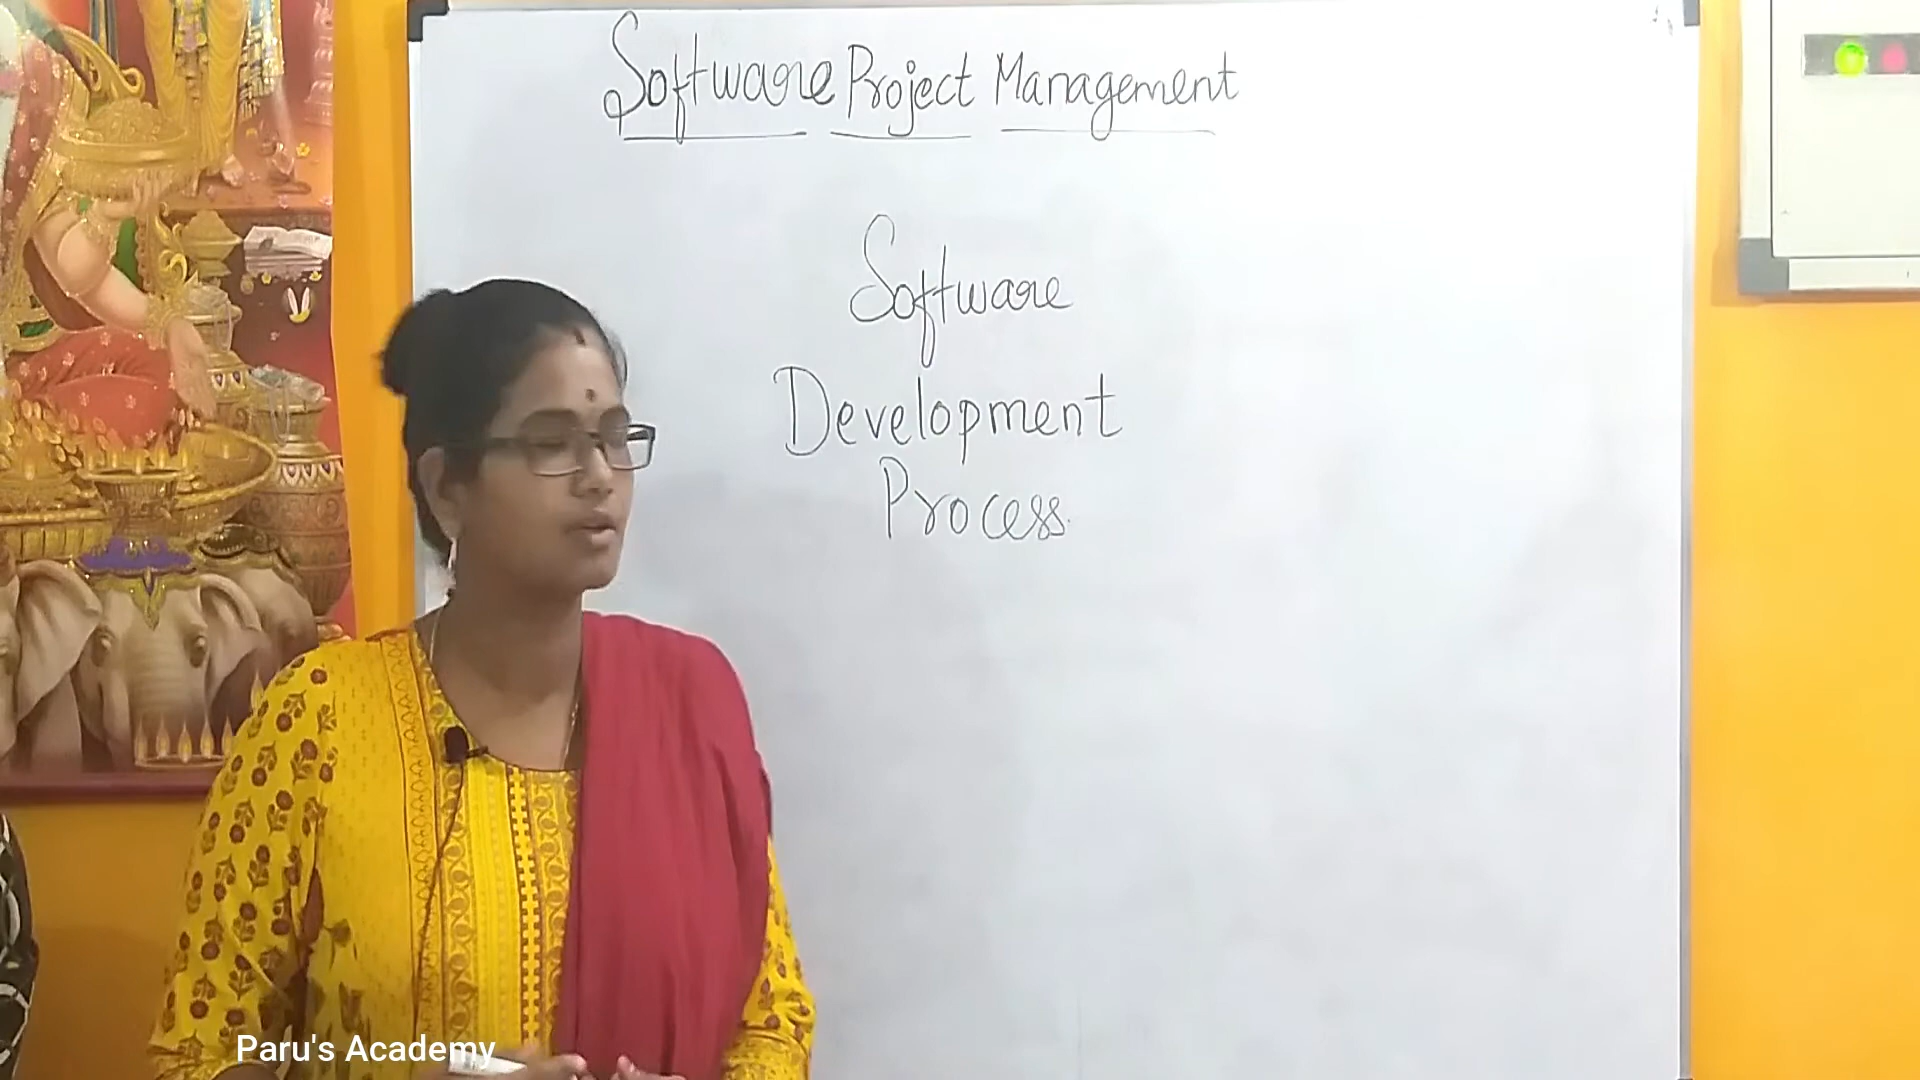 Software Project Management
Software
Development
Process.
Paru's Academy